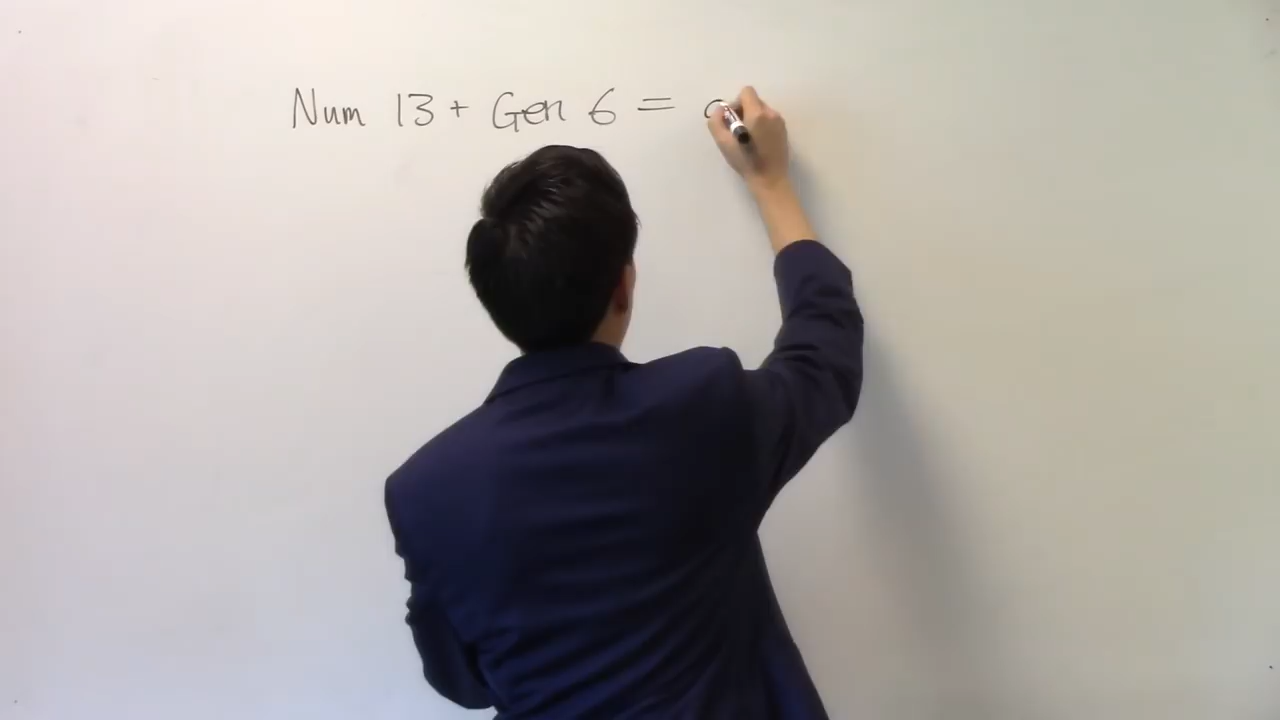 Num 13 + Gen 6 =